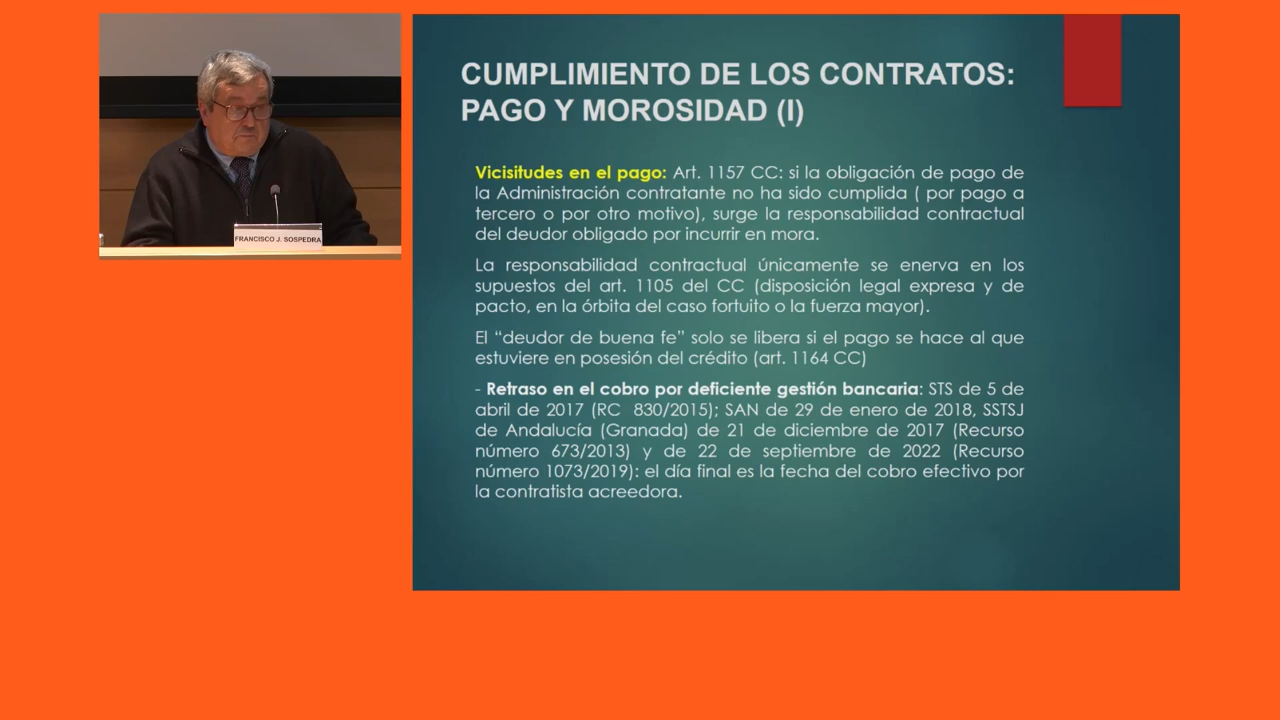 FRANCISCO J. SOSPEDRA
CUMPLIMIENTO DE LOS CONTRATOS:
PAGO Y MOROSIDAD (I)
Vicisitudes en el pago: Art. 1157 CC: si la obligación de pago de
la Administración contratante no ha sido cumplida ( por pago a
tercero o por otro motivo), surge la responsabilidad contractual
del deudor obligado por incurrir en mora.
La responsabilidad contractual únicamente se enerva en los
supuestos del art. 1105 del CC (disposición legal expresa y de
pacto, en la órbita del caso fortuito o la fuerza mayor).
El “deudor de buena fe” solo se libera si el pago se hace al que
estuviere en posesión del crédito (art. 1164 CC)
- Retraso en el cobro por deficiente gestión bancaria: STS de 5 de
abril de 2017 (RC 830/2015); SAN de 29 de enero de 2018, SSTSJ
de Andalucía (Granada) de 21 de diciembre de 2017 (Recurso
número 673/2013) y de 22 de septiembre de 2022 (Recurso
número 1073/2019): el día final es la fecha del cobro efectivo por
la contratista acreedora.